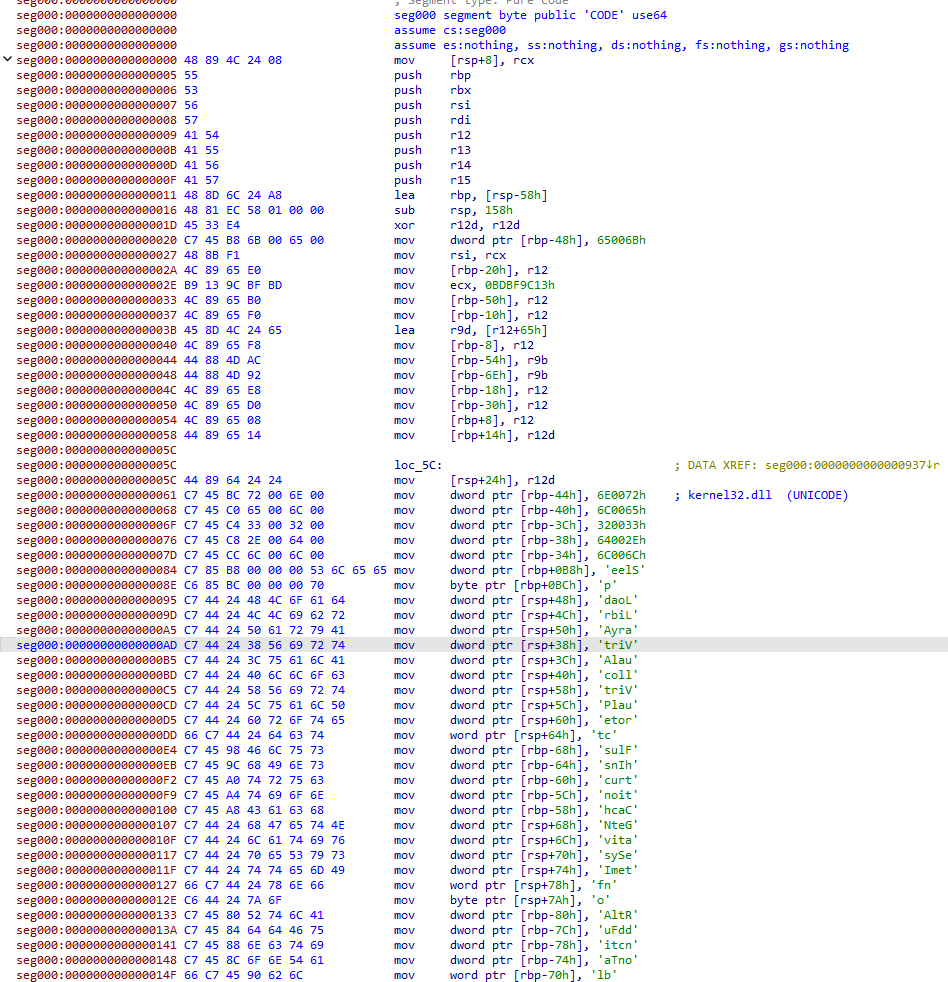 seg000:0000000000000000 ; Segment type: Pure code
seg000:0000000000000000 seg000 segment byte public 'CODE' use64
seg000:0000000000000000 assume cs:seg000
seg000:0000000000000000 assume es:nothing, ss:nothing, ds:nothing, fs:nothing, gs:nothing
seg000:0000000000000000 48 89 4C 24 08 mov [rsp+8], rcx
seg000:0000000000000005 55 push rbp
seg000:0000000000000006 53 push rbx
seg000:0000000000000007 56 push rsi
seg000:0000000000000008 57 push rdi
seg000:0000000000000009 41 54 push r12
seg000:000000000000000B 41 55 push r13
seg000:000000000000000D 41 56 push r14
seg000:000000000000000F 41 57 push r15
seg000:0000000000000011 48 8D 6C 24 A8 lea rbp, [rsp-58h]
seg000:0000000000000016 48 81 EC 58 01 00 00 sub rsp, 158h
seg000:000000000000001D 45 33 E4 xor r12d, r12d
seg000:0000000000000020 C7 45 B8 6B 00 65 00 mov dword ptr [rbp-48h], 65006Bh
seg000:0000000000000027 48 8B F1 mov rsi, rcx
seg000:000000000000002A 4C 89 65 E0 mov [rbp-20h], r12
seg000:000000000000002E B9 13 9C BF BD mov ecx, 0BDBF9C13h
seg000:0000000000000033 4C 89 65 B0 mov [rbp-50h], r12
seg000:0000000000000037 4C 89 65 F0 mov [rbp-10h], r12
seg000:000000000000003B 45 8D 4C 24 65 lea r9d, [r12+65h]
seg000:0000000000000040 4C 89 65 F8 mov [rbp-8], r12
seg000:0000000000000044 44 88 4D AC mov [rbp-54h], r9b
seg000:0000000000000048 44 88 4D 92 mov [rbp-6Eh], r9b
seg000:000000000000004C 4C 89 65 E8 mov [rbp-18h], r12
seg000:0000000000000050 4C 89 65 D0 mov [rbp-30h], r12
seg000:0000000000000054 4C 89 65 08 mov [rbp+8], r12
seg000:0000000000000058 44 89 65 14 mov [rbp+14h], r12d
seg000:000000000000005C
seg000:000000000000005C loc_5C: ; DATA XREF: seg000:0000000000000937↓r
seg000:000000000000005C 44 89 64 24 24 mov [rsp+24h], r12d
seg000:0000000000000061 C7 45 BC 72 00 6E 00 mov dword ptr [rbp-44h], 6E0072h ; kernel32.dll (UNICODE)
seg000:0000000000000068 C7 45 C0 65 00 6C 00 mov dword ptr [rbp-40h], 6C0065h
seg000:000000000000006F C7 45 C4 33 00 32 00 mov dword ptr [rbp-3Ch], 320033h
seg000:0000000000000076 C7 45 C8 2E 00 64 00 mov dword ptr [rbp-38h], 64002Eh
seg000:000000000000007D C7 45 CC 6C 00 6C 00 mov dword ptr [rbp-34h], 6C006Ch
seg000:0000000000000084 C7 85 B8 00 00 00 53 6C 65 65 mov dword ptr [rbp+0B8h], 'eelS'
seg000:000000000000008E C6 85 BC 00 00 00 70 mov byte ptr [rbp+0BCh], 'p'
seg000:0000000000000095 C7 44 24 48 4C 6F 61 64 mov dword ptr [rsp+48h], 'daoL'
seg000:000000000000009D C7 44 24 4C 4C 69 62 72 mov dword ptr [rsp+4Ch], 'rbiL'
seg000:00000000000000A5 C7 44 24 50 61 72 79 41 mov dword ptr [rsp+50h], 'Ayra'
seg000:00000000000000AD C7 44 24 38 56 69 72 74 mov dword ptr [rsp+38h], 'triV'
seg000:00000000000000B5 C7 44 24 3C 75 61 6C 41 mov dword ptr [rsp+3Ch], 'Alau'
seg000:00000000000000BD C7 44 24 40 6C 6C 6F 63 mov dword ptr [rsp+40h], 'coll'
seg000:00000000000000C5 C7 44 24 58 56 69 72 74 mov dword ptr [rsp+58h], 'triV'
seg000:00000000000000CD C7 44 24 5C 75 61 6C 50 mov dword ptr [rsp+5Ch], 'Plau'
seg000:00000000000000D5 C7 44 24 60 72 6F 74 65 mov dword ptr [rsp+60h], 'etor'
seg000:00000000000000DD 66 C7 44 24 64 63 74 mov word ptr [rsp+64h], 'tc'
seg000:00000000000000E4 C7 45 98 46 6C 75 73 mov dword ptr [rbp-68h], 'sulF'
seg000:00000000000000EB C7 45 9C 68 49 6E 73 mov dword ptr [rbp-64h], 'snIh'
seg000:00000000000000F2 C7 45 A0 74 72 75 63 mov dword ptr [rbp-60h], 'curt'
seg000:00000000000000F9 C7 45 A4 74 69 6F 6E mov dword ptr [rbp-5Ch], 'noit'
seg000:0000000000000100 C7 45 A8 43 61 63 68 mov dword ptr [rbp-58h], 'hcaC'
seg000:0000000000000107 C7 44 24 68 47 65 74 4E mov dword ptr [rsp+68h], 'NteG'
seg000:000000000000010F C7 44 24 6C 61 74 69 76 mov dword ptr [rsp+6Ch], 'vita'
seg000:0000000000000117 C7 44 24 70 65 53 79 73 mov dword ptr [rsp+70h], 'sySe'
seg000:000000000000011F C7 44 24 74 74 65 6D 49 mov dword ptr [rsp+74h], 'Imet'
seg000:0000000000000127 66 C7 44 24 78 6E 66 mov word ptr [rsp+78h], 'fn'
seg000:000000000000012E C6 44 24 7A 6F mov byte ptr [rsp+7Ah], 'o'
seg000:0000000000000133 C7 45 80 52 74 6C 41 mov dword ptr [rbp-80h], 'AltR'
seg000:000000000000013A C7 45 84 64 64 46 75 mov dword ptr [rbp-7Ch], 'uFdd'
seg000:0000000000000141 C7 45 88 6E 63 74 69 mov dword ptr [rbp-78h], 'itcn'
seg000:0000000000000148 C7 45 8C 6F 6E 54 61 mov dword ptr [rbp-74h], 'aTno'
seg000:000000000000014F 66 C7 45 90 62 6C mov word ptr [rbp-70h], 'lb'